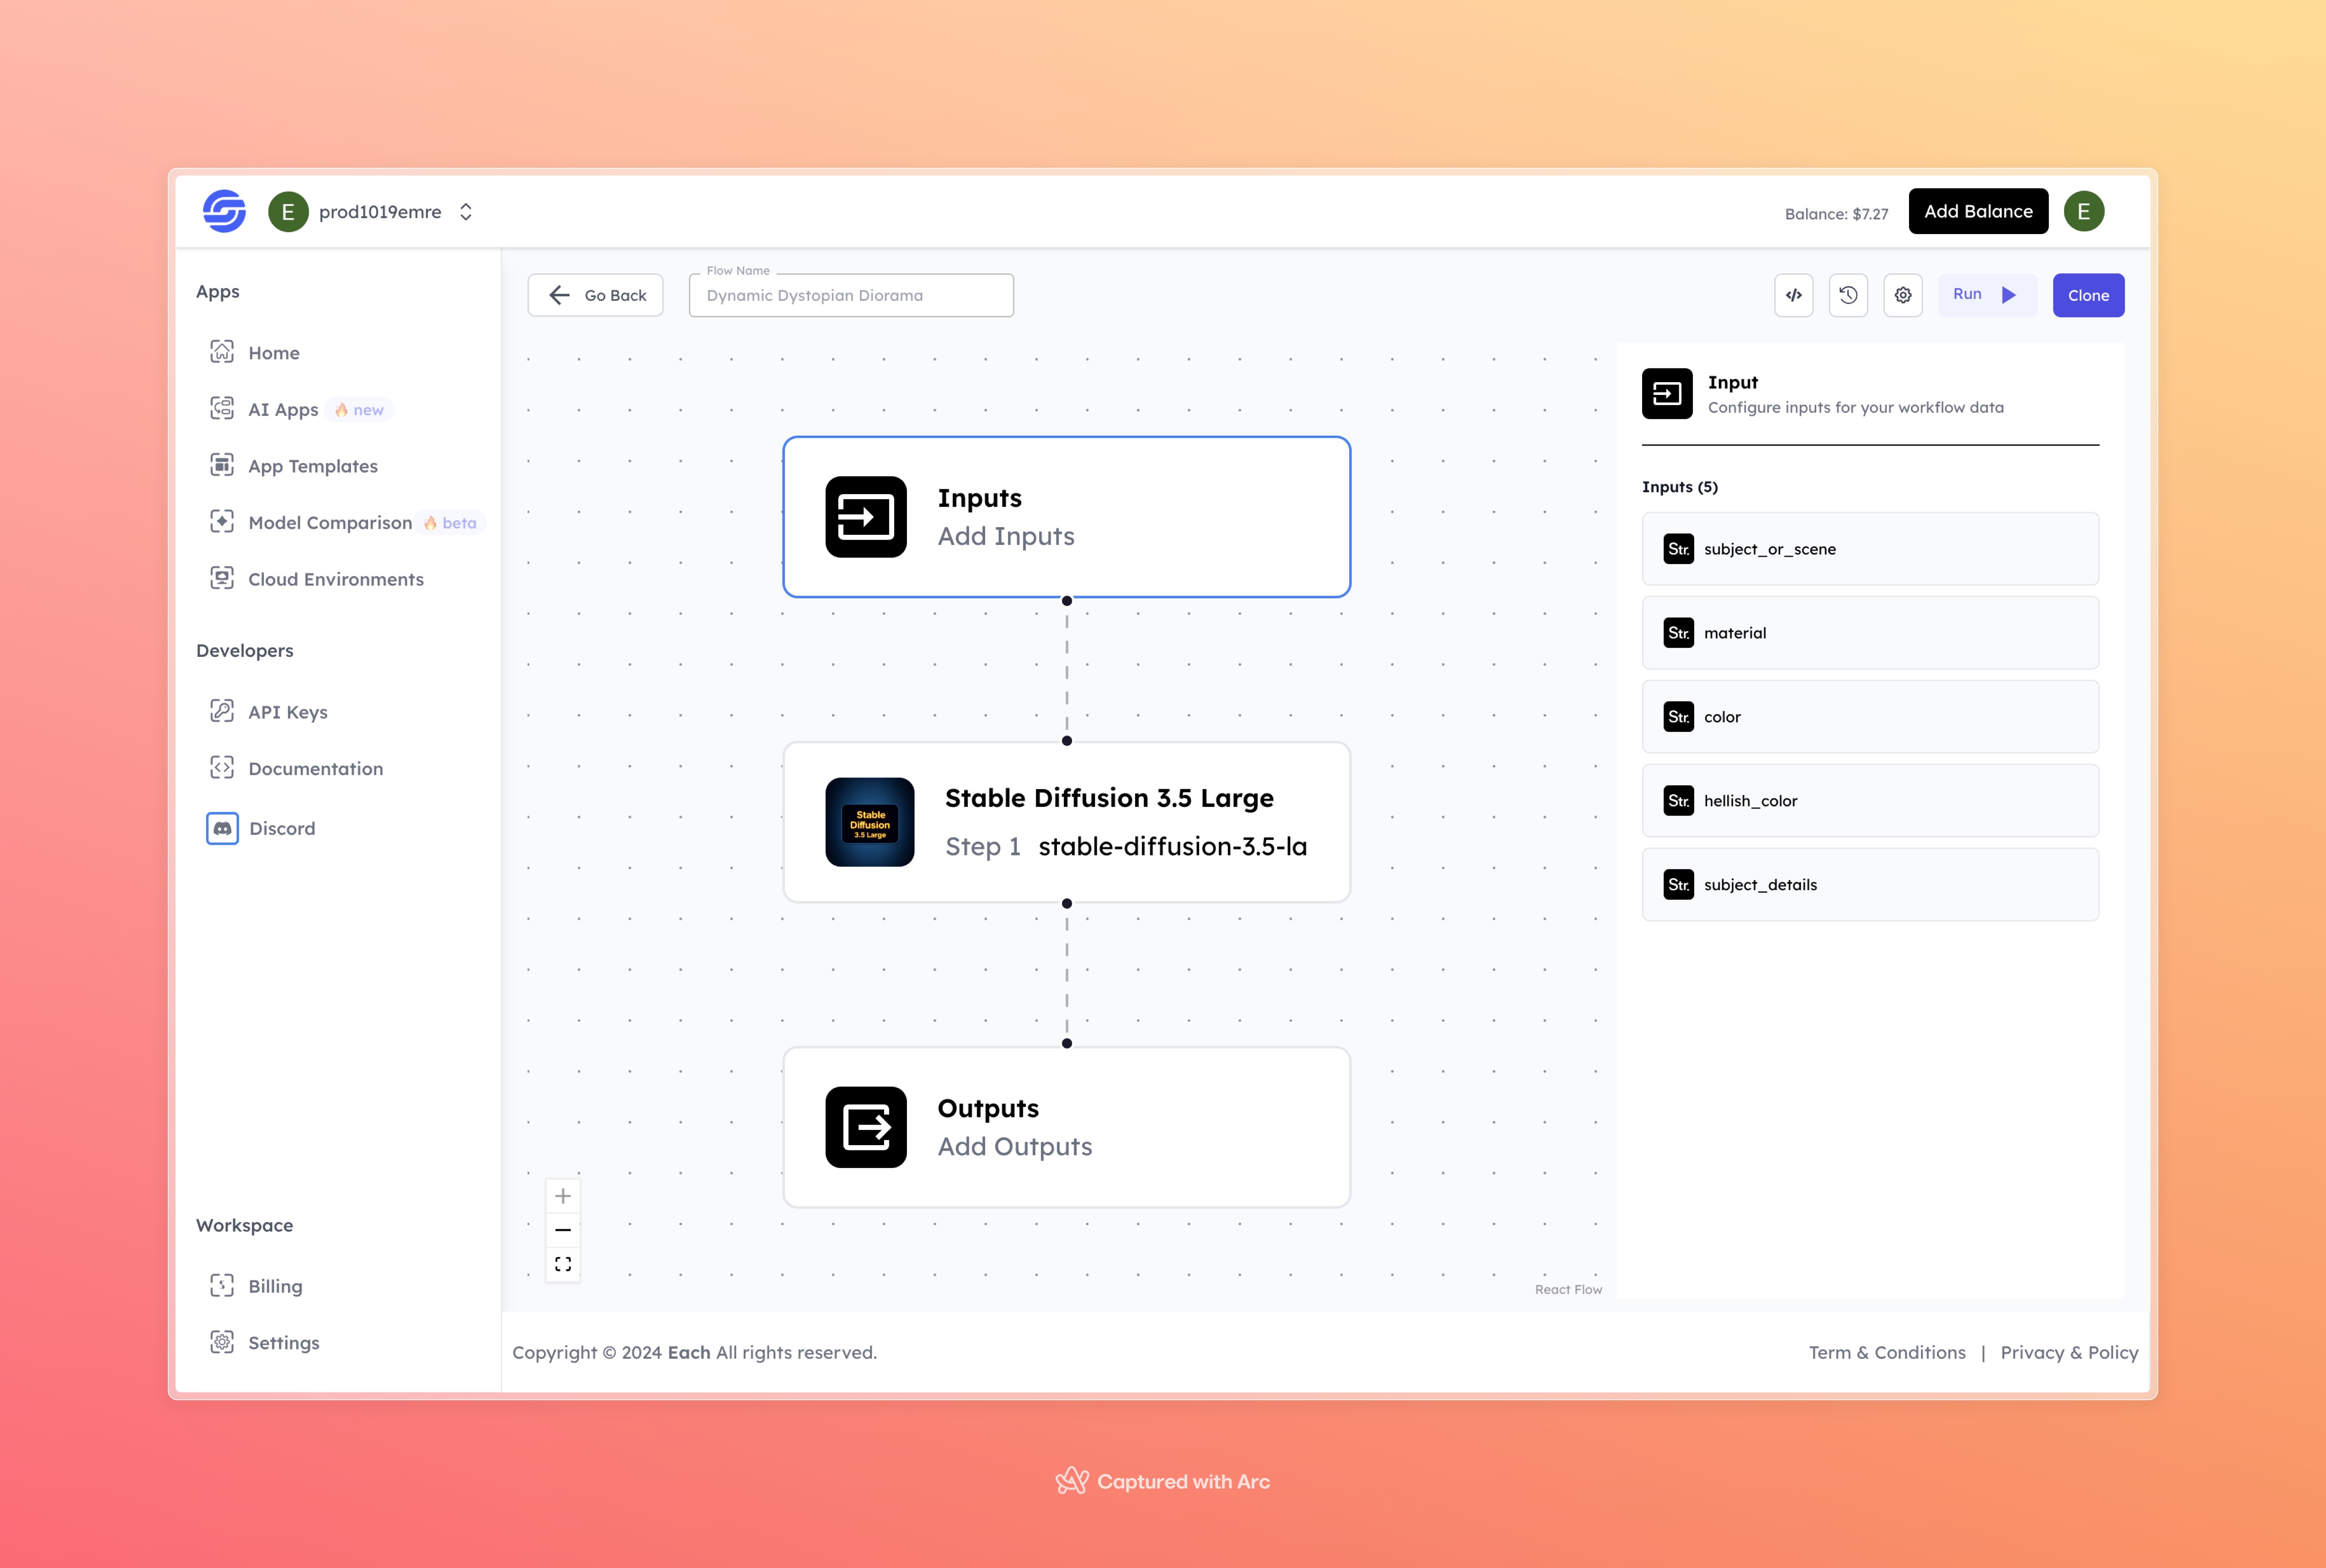 E prod1019emre
Balance: $7.27
Add Balance
E
Apps
Home
AI Apps 🔥 new
App Templates
Model Comparison 🔥 beta
Cloud Environments
Developers
API Keys
Documentation
Discord
Workspace
Billing
Settings
Go Back
Flow Name
Dynamic Dystopian Diorama
Run
Clone
Inputs
Add Inputs
Stable
Diffusion
3.5 Large
Stable Diffusion 3.5 Large
Step 1 stable-diffusion-3.5-la
Outputs
Add Outputs
React Flow
Input
Configure inputs for your workflow data
Inputs (5)
Str. subject_or_scene
Str. material
Str. color
Str. hellish_color
Str. subject_details
Copyright © 2024 Each All rights reserved.
Term & Conditions | Privacy & Policy
Captured with Arc